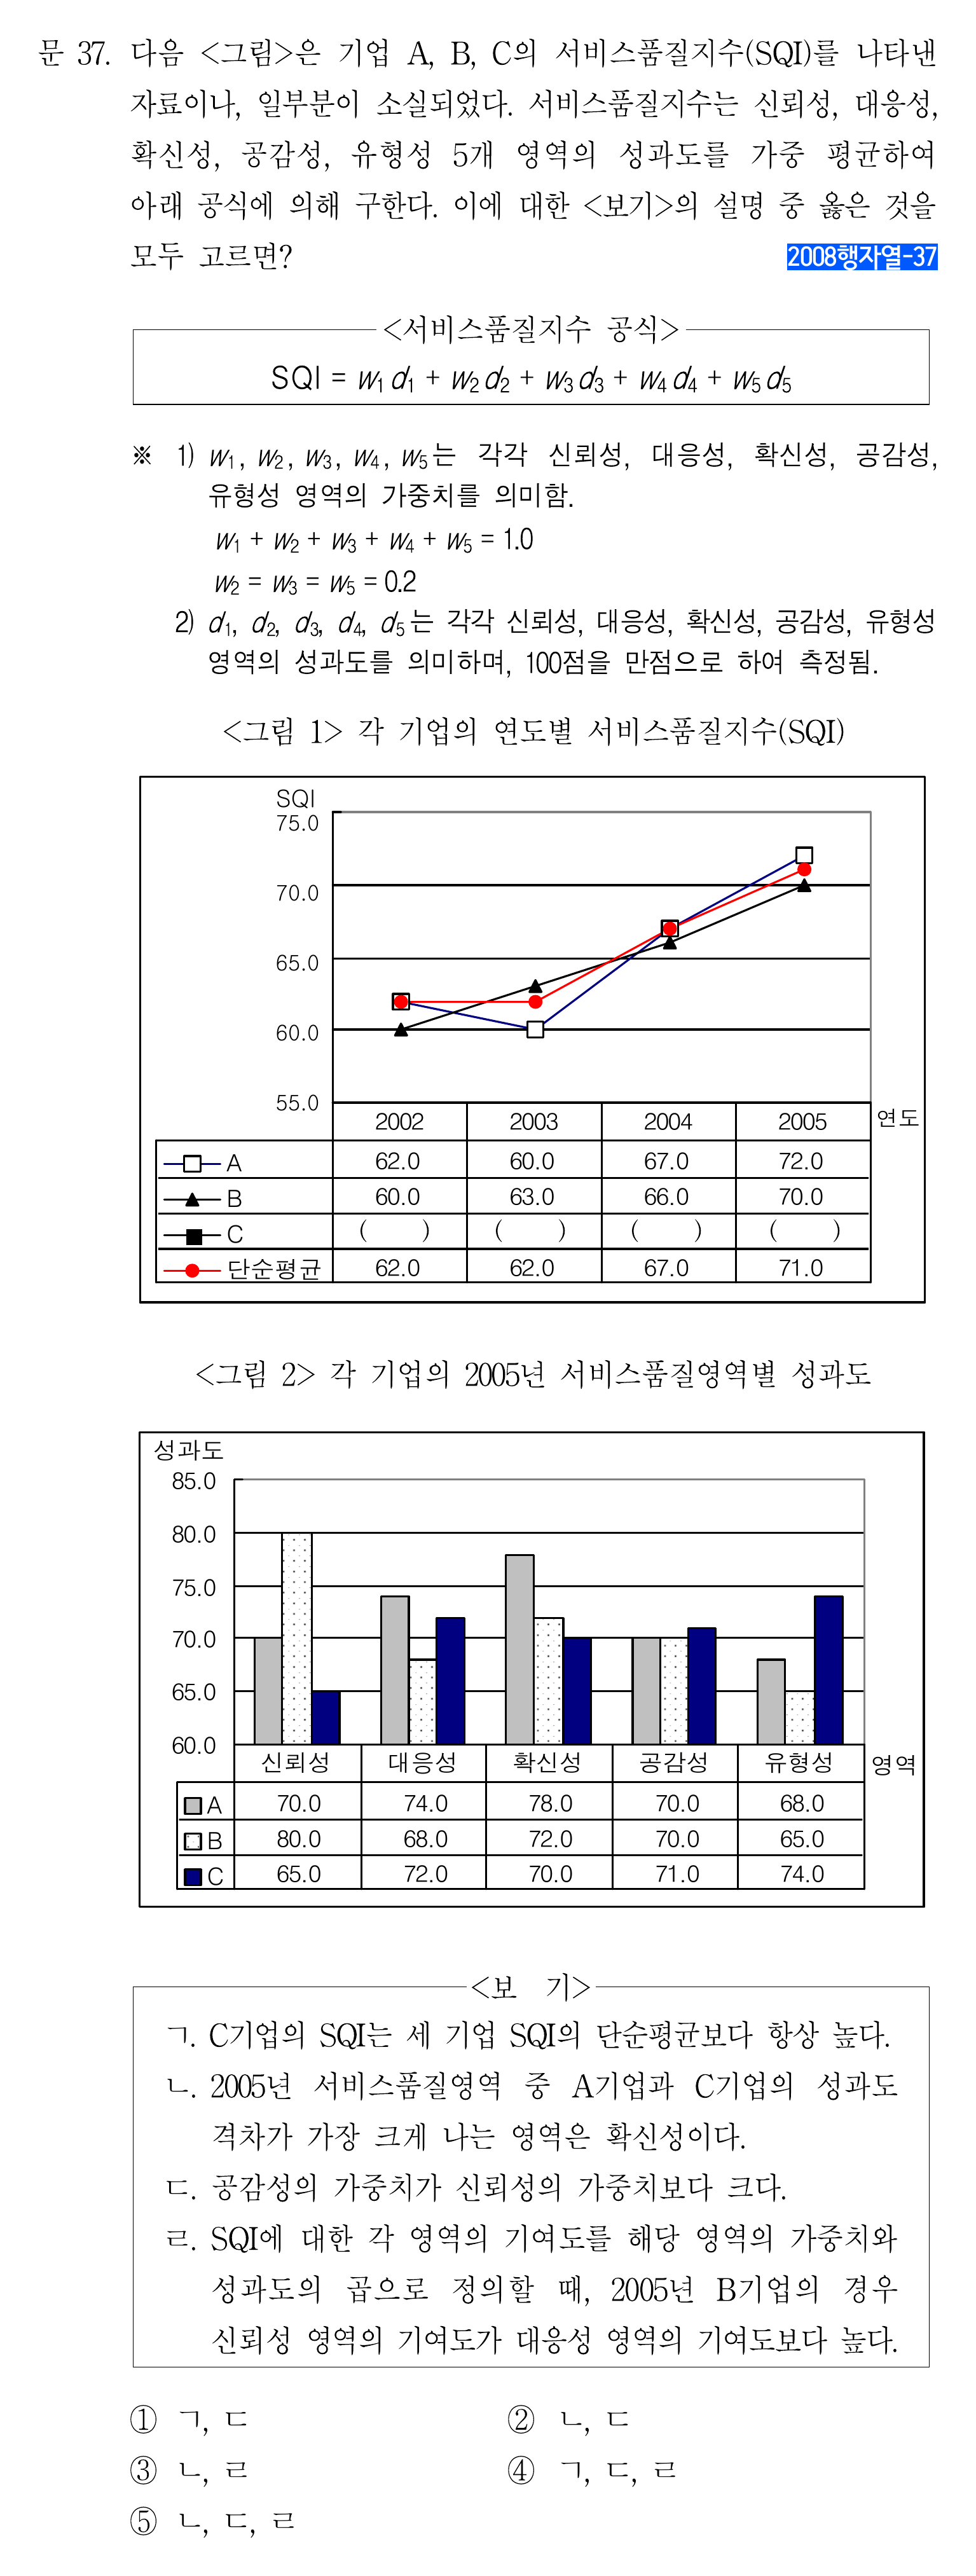 문 37. 다음 <그림>은 기업 A, B, C의 서비스품질지수(SQI)를 나타낸
자료이나, 일부분이 소실되었다. 서비스품질지수는 신뢰성, 대응성,
확신성, 공감성, 유형성 5개 영역의 성과도를 가중 평균하여
아래 공식에 의해 구한다. 이에 대한 <보기>의 설명 중 옳은 것을
모두 고르면?
2008행자열-37
<서비스품질지수 공식>
SQI = w₁d₁ + w₂d₂ + w₃d₃ + w₄d₄ + w₅d₅
※ 1) w₁, w₂, w₃, w₄, w₅는 각각 신뢰성, 대응성, 확신성, 공감성,
유형성 영역의 가중치를 의미함.
w₁ + w₂ + w₃ + w₄ + w₅ = 1.0
w₂ = w₃ = w₅ = 0.2
2) d₁, d₂, d₃, d₄, d₅는 각각 신뢰성, 대응성, 확신성, 공감성, 유형성
영역의 성과도를 의미하며, 100점을 만점으로 하여 측정됨.
<그림 1> 각 기업의 연도별 서비스품질지수(SQI)
SQI
75.0
70.0
65.0
60.0
55.0
2002 2003 2004 2005 연도
A 62.0 60.0 67.0 72.0
B 60.0 63.0 66.0 70.0
C ( ) ( ) ( ) ( )
단순평균 62.0 62.0 67.0 71.0
<그림 2> 각 기업의 2005년 서비스품질영역별 성과도
성과도
85.0
80.0
75.0
70.0
65.0
60.0
신뢰성 대응성 확신성 공감성 유형성 영역
A 70.0 74.0 78.0 70.0 68.0
B 80.0 68.0 72.0 70.0 65.0
C 65.0 72.0 70.0 71.0 74.0
<보 기>
ㄱ. C기업의 SQI는 세 기업 SQI의 단순평균보다 항상 높다.
ㄴ. 2005년 서비스품질영역 중 A기업과 C기업의 성과도
격차가 가장 크게 나는 영역은 확신성이다.
ㄷ. 공감성의 가중치가 신뢰성의 가중치보다 크다.
ㄹ. SQI에 대한 각 영역의 기여도를 해당 영역의 가중치와
성과도의 곱으로 정의할 때, 2005년 B기업의 경우
신뢰성 영역의 기여도가 대응성 영역의 기여도보다 높다.
① ㄱ, ㄷ ② ㄴ, ㄷ
③ ㄴ, ㄹ ④ ㄱ, ㄷ, ㄹ
⑤ ㄴ, ㄷ, ㄹ